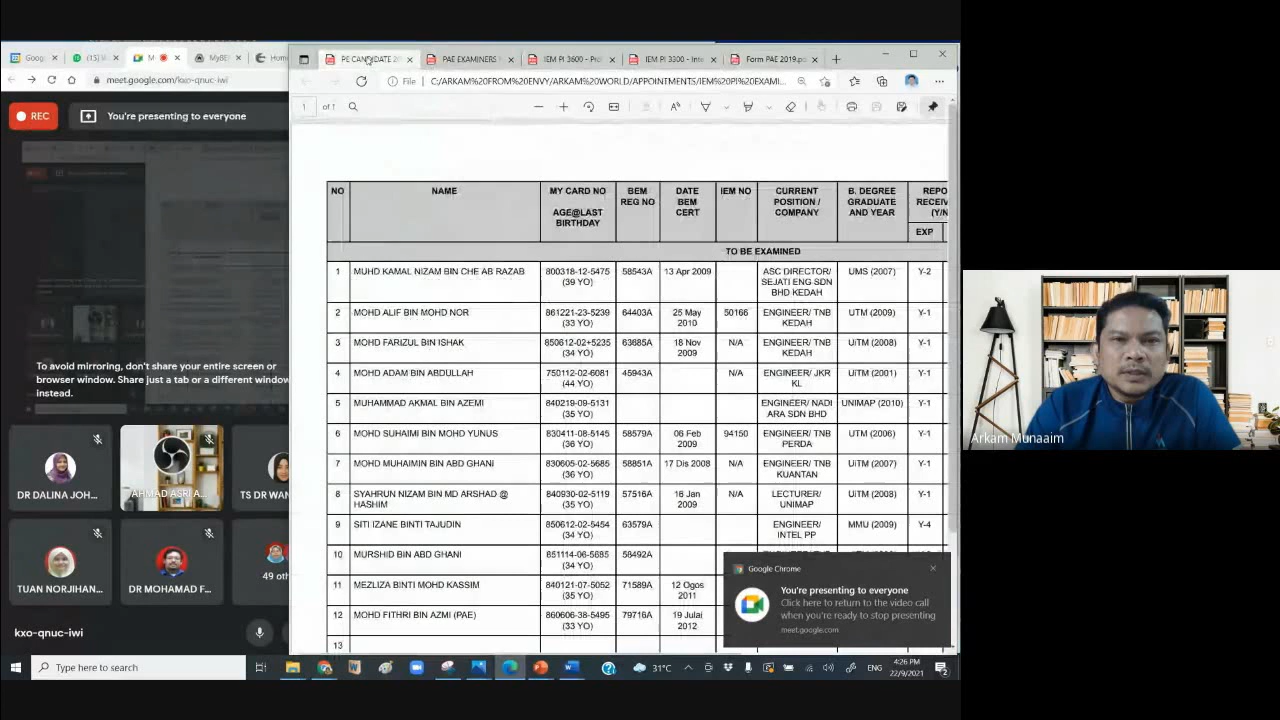 Goog
(15) W
M
MyBE
Home
meet.google.com/kxo-qnuc-iwi
REC
You're presenting to everyone
To avoid mirroring, don't share your entire screen or
browser window. Share just a tab or a different window
instead.
DR DALINA JOH...
AHMAD ASRI A...
TS DR WAN
TUAN NORJIHAN...
DR MOHAMAD F...
49 oth
kxo-qnuc-iwi
PE CANDIDATE 20
PAE EXAMINERS
IEM PI 3600 - Pro
IEM PI 3300 - Inte
Form PAE 2019.po
File
C:/ARKAM%20FROM%20ENVY/ARKAM%20WORLD/APPOINTMENTS/IEM%20PI%20EXAMI...
1 of 1
NO
NAME
MY CARD NO
AGE@LAST
BIRTHDAY
BEM
REG NO
DATE
BEM
CERT
IEM NO
CURRENT
POSITION /
COMPANY
B. DEGREE
GRADUATE
AND YEAR
REPO
RECEIV
(Y/N
EXP
TO BE EXAMINED
1 MUHD KAMAL NIZAM BIN CHE AB RAZAB 800318-12-5475 58543A 13 Apr 2009 ASC DIRECTOR/ UMS (2007) Y-2
(39 YO) SEJATI ENG SDN
BHD KEDAH
2 MOHD ALIF BIN MOHD NOR 861221-23-5239 64403A 25 May 50166 ENGINEER/ TNB UTM (2009) Y-1
(33 YO) 2010 KEDAH
3 MOHD FARIZUL BIN ISHAK 850612-02+5235 63685A 18 Nov N/A ENGINEER/ TNB UTM (2008) Y-1
(34 YO) 2009 KEDAH
4 MOHD ADAM BIN ABDULLAH 750112-02-6081 45943A N/A ENGINEER/ JKR UiTM (2001) Y-1
(44 YO) KL
5 MUHAMMAD AKMAL BIN AZEMI 840219-09-5131 ENGINEER/ NADI UNIMAP (2010) Y-1
(35 YO) ARA SDN BHD
6 MOHD SUHAIMI BIN MOHD YUNUS 830411-08-5145 58579A 06 Feb 94150 ENGINEER/ TNB UTM (2006) Y-1
(36 YO) 2009 PERDA
7 MOHD MUHAIMIN BIN ABD GHANI 830605-02-5685 58851A 17 Dis 2008 N/A ENGINEER/ TNB UiTM (2007) Y-1
(36 YO) KUANTAN
8 SYAHRUN NIZAM BIN MD ARSHAD @ 840930-02-5119 57516A 16 Jan N/A LECTURER/ UiTM (2008) Y-1
HASHIM (35 YO) 2009 UNIMAP
9 SITI IZANE BINTI TAJUDIN 850612-02-5454 63579A ENGINEER/ MMU (2009) Y-4
(34 YO) INTEL PP
10 MURSHID BIN ABD GHANI 851114-06-5685 58492A
(34 YO)
11 MEZLIZA BINTI MOHD KASSIM 840121-07-5052 71589A 12 Ogos
(35 YO) 2011
12 MOHD FITHRI BIN AZMI (PAE) 860606-38-5495 79716A 19 Julai
(33 YO) 2012
13
Google Chrome
You're presenting to everyone
Click here to return to the video call
when you're ready to stop presenting
meet.google.com
Arkam Munaaim
Type here to search
31°C
ENG
4:26 PM
22/9/2021
2